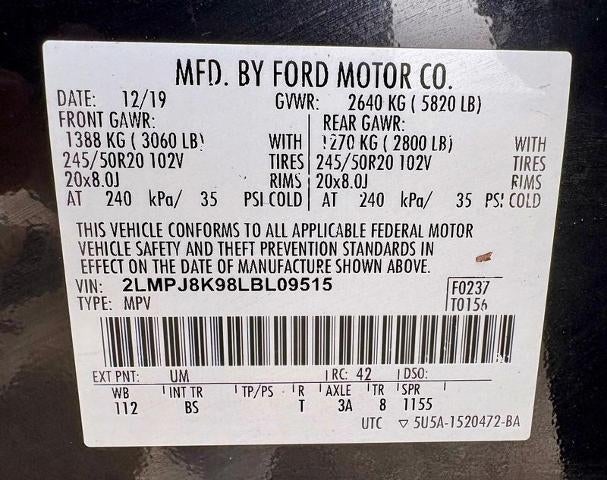 MFD. BY FORD MOTOR CO.
DATE: 12/19 GVWR: 2640 KG ( 5820 LB)
FRONT GAWR: REAR GAWR:
1388 KG ( 3060 LB) WITH 1270 KG ( 2800 LB) WITH
245/50R20 102V TIRES 245/50R20 102V TIRES
20x8.0J RIMS 20x8.0J RIMS
AT 240 kPa/ 35 PSI COLD AT 240 kPa/ 35 PSI COLD
THIS VEHICLE CONFORMS TO ALL APPLICABLE FEDERAL MOTOR
VEHICLE SAFETY AND THEFT PREVENTION STANDARDS IN
EFFECT ON THE DATE OF MANUFACTURE SHOWN ABOVE.
VIN: 2LMPJ8K98LBL09515 F0237
TYPE: MPV T0156
EXT PNT: UM RC: 42 DSO:
WB INT TR TP/PS R AXLE TR SPR
112 BS T 3A 8 1155
UTC ▽ 5U5A-1520472-BA